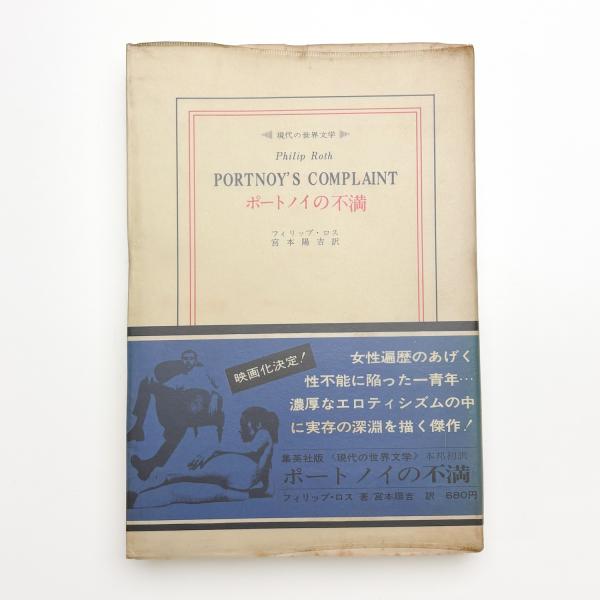 現代の世界文学
Philip Roth
PORTNOY'S COMPLAINT
ポートノイの不満
フィリップ・ロス
宮本陽吉訳
映画化決定!
女性遍歴のあげく
性不能に陥った一青年…
濃厚なエロティシズムの中
に実存の深淵を描く傑作!
集英社版〈現代の世界文学〉本邦初訳
ポートノイの不満
フィリップ・ロス 著/宮本陽吉 訳 680円